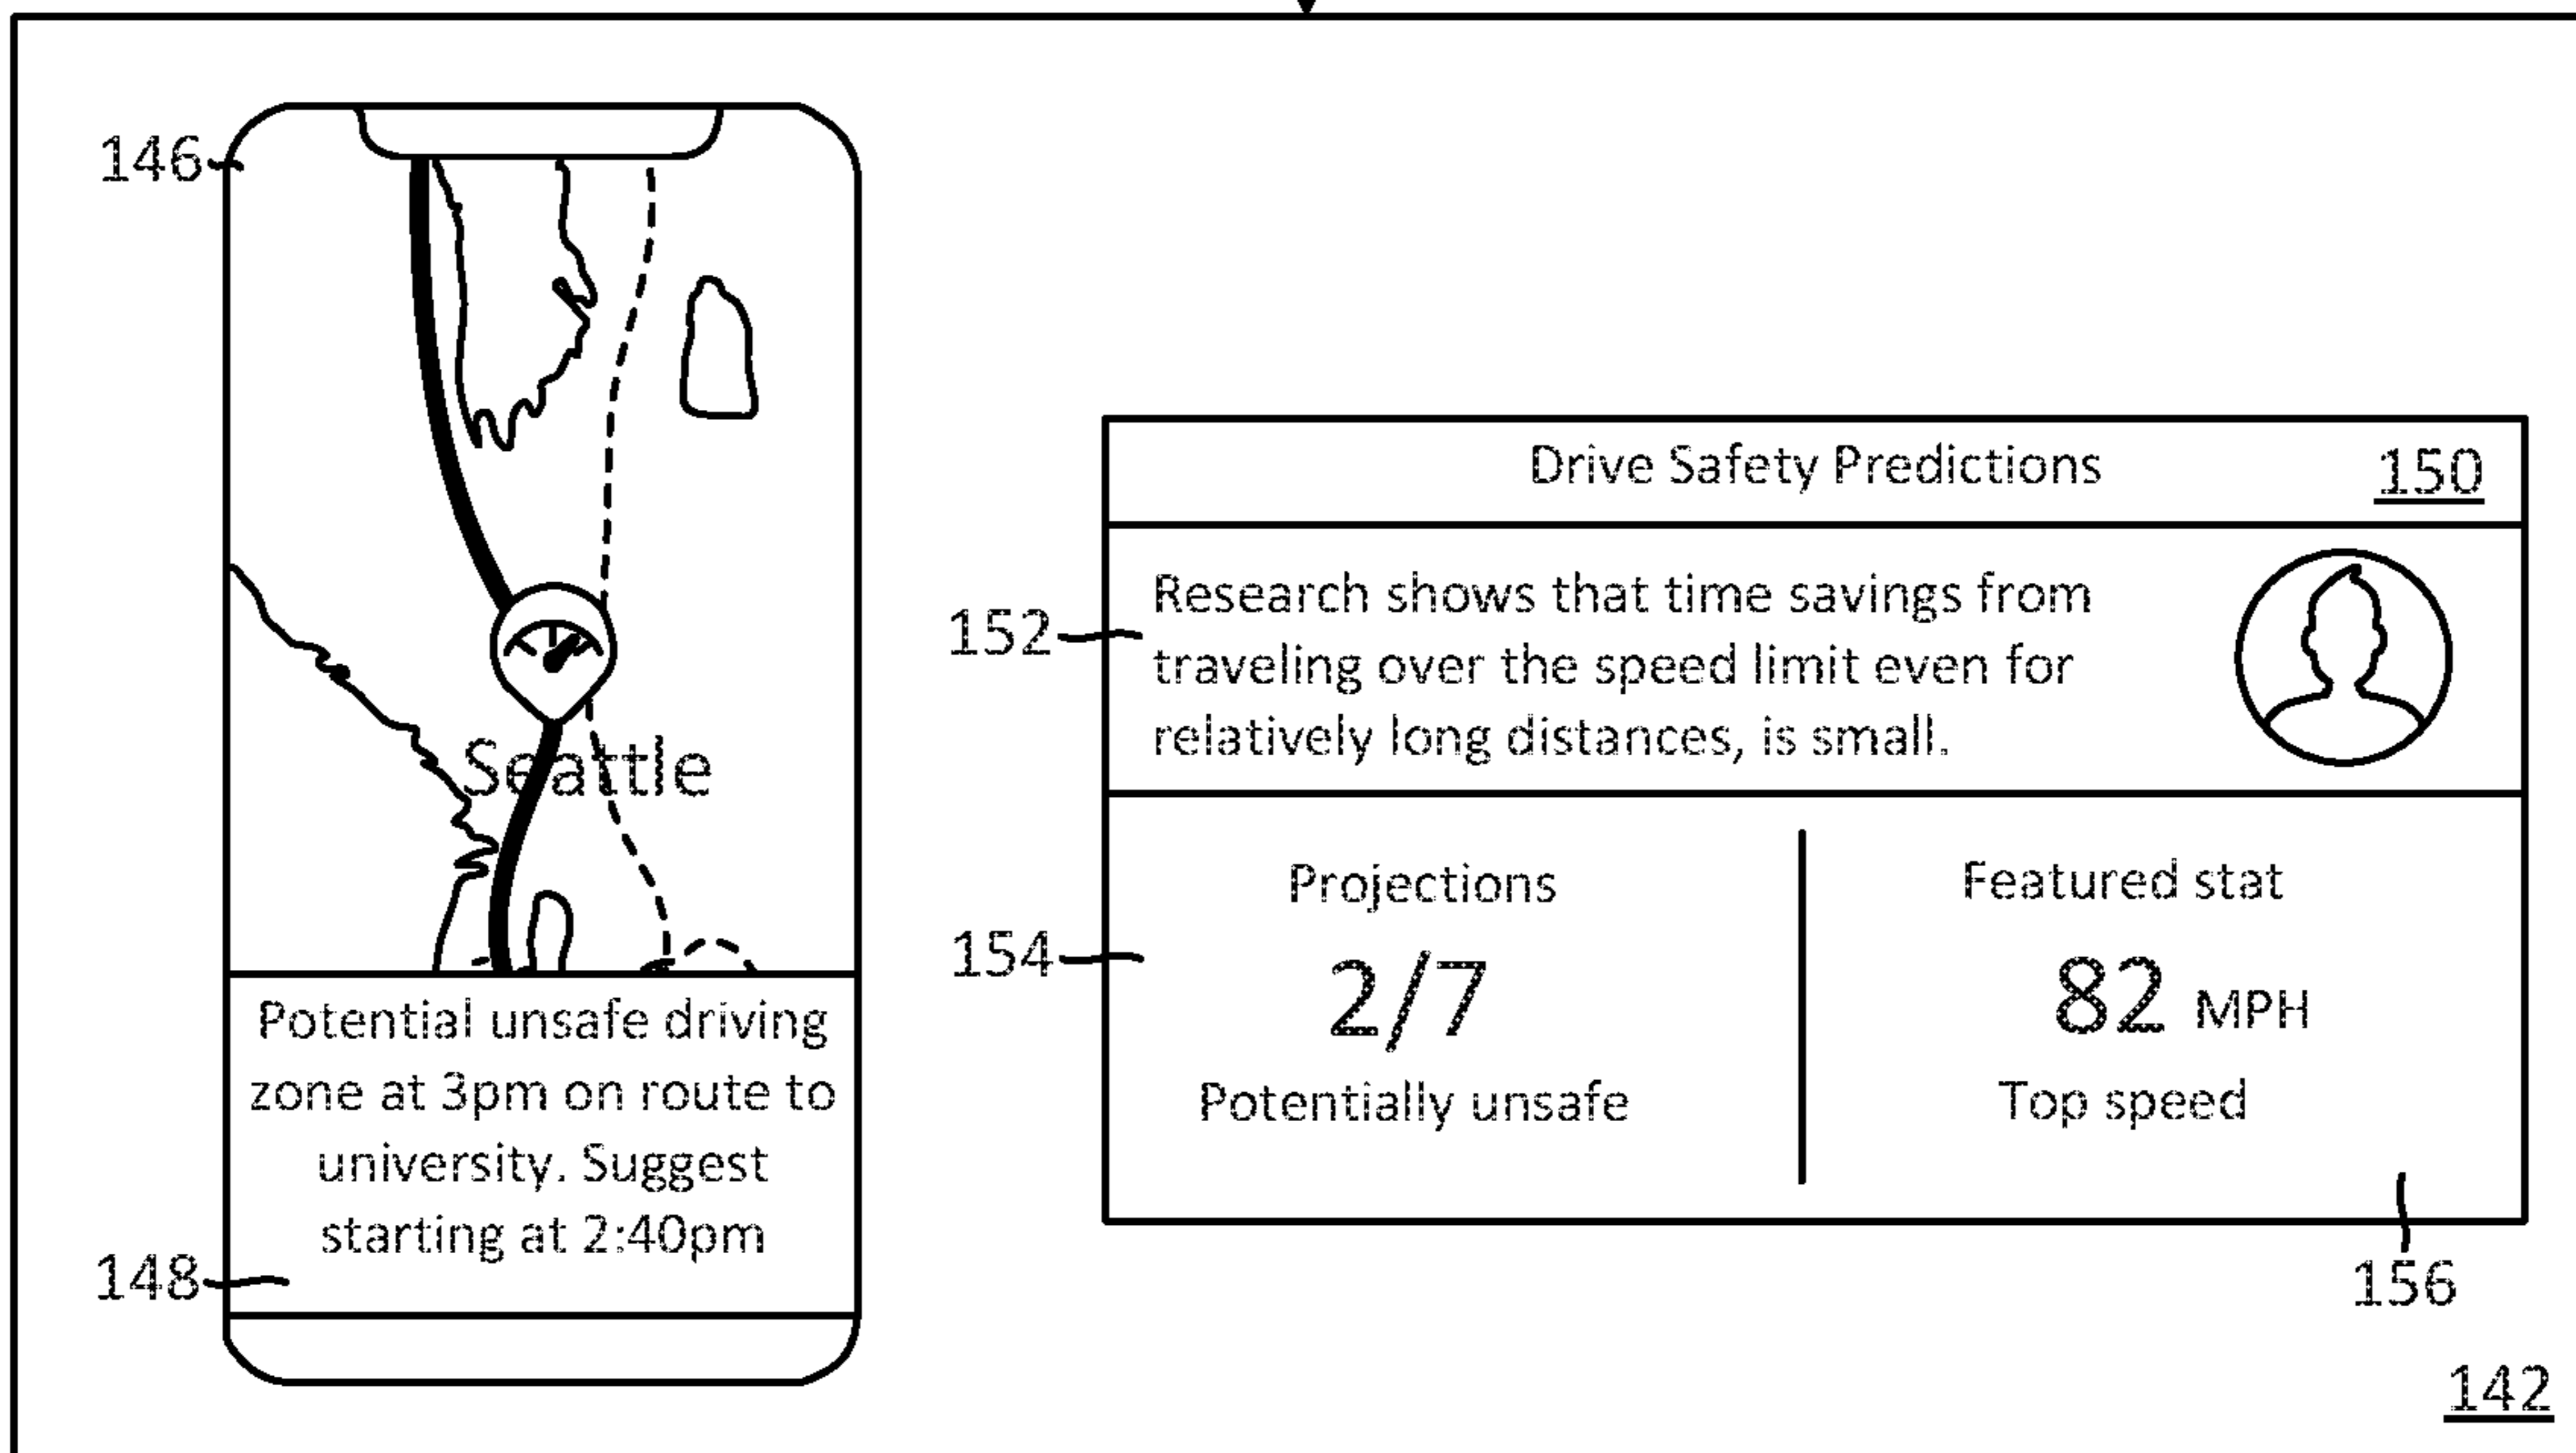 146
Seattle
Potential unsafe driving
zone at 3pm on route to
university. Suggest
starting at 2:40pm
148
Drive Safety Predictions
150
152
Research shows that time savings from
traveling over the speed limit even for
relatively long distances, is small.
154
Projections
2/7
Potentially unsafe
Featured stat
82 MPH
Top speed
156
142